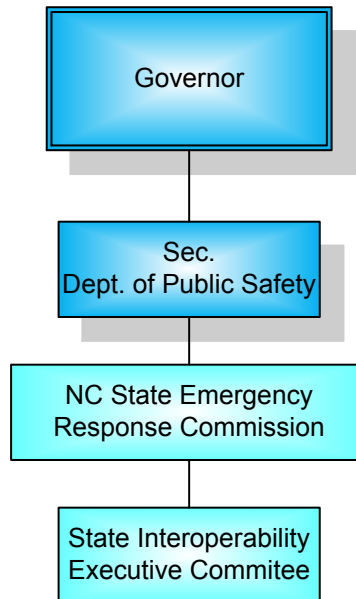 Governor
Sec.
Dept. of Public Safety
NC State Emergency
Response Commission
State Interoperability
Executive Commitee